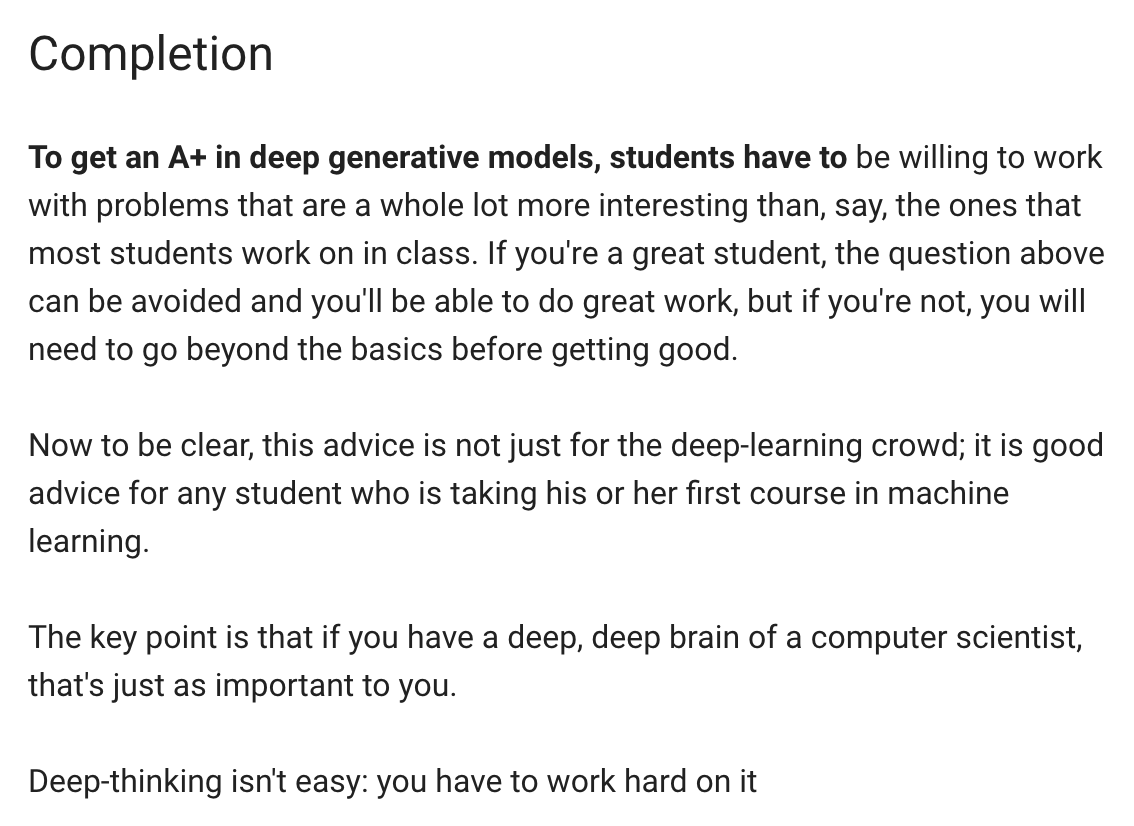 Completion
To get an A+ in deep generative models, students have to be willing to work
with problems that are a whole lot more interesting than, say, the ones that
most students work on in class. If you're a great student, the question above
can be avoided and you'll be able to do great work, but if you're not, you will
need to go beyond the basics before getting good.
Now to be clear, this advice is not just for the deep-learning crowd; it is good
advice for any student who is taking his or her first course in machine
learning.
The key point is that if you have a deep, deep brain of a computer scientist,
that's just as important to you.
Deep-thinking isn't easy: you have to work hard on it